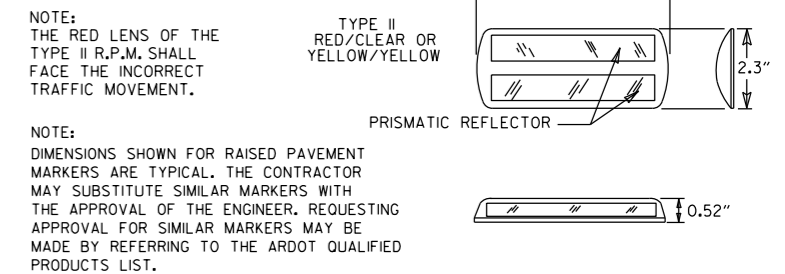 NOTE:
THE RED LENS OF THE
TYPE II R.P.M. SHALL
FACE THE INCORRECT
TRAFFIC MOVEMENT.
TYPE II
RED/CLEAR OR
YELLOW/YELLOW
2.3"
PRISMATIC REFLECTOR
NOTE:
DIMENSIONS SHOWN FOR RAISED PAVEMENT
MARKERS ARE TYPICAL. THE CONTRACTOR
MAY SUBSTITUTE SIMILAR MARKERS WITH
THE APPROVAL OF THE ENGINEER. REQUESTING
APPROVAL FOR SIMILAR MARKERS MAY BE
MADE BY REFERRING TO THE ARDOT QUALIFIED
PRODUCTS LIST.
0.52"